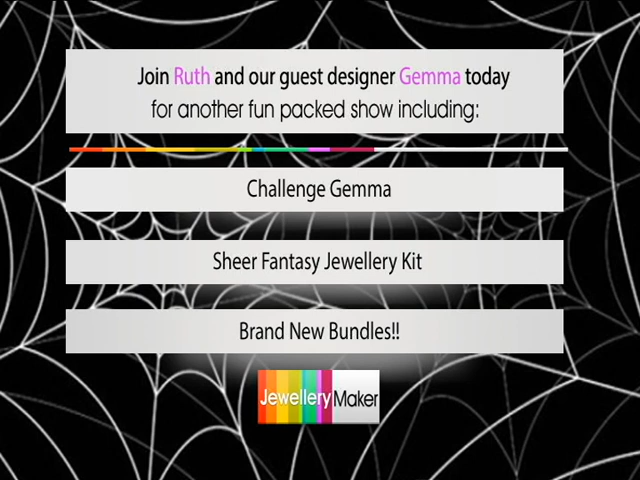 Join Ruth and our guest designer Gemma today
for another fun packed show including:
Challenge Gemma
Sheer Fantasy Jewellery Kit
Brand New Bundles!!
JewelleryMaker